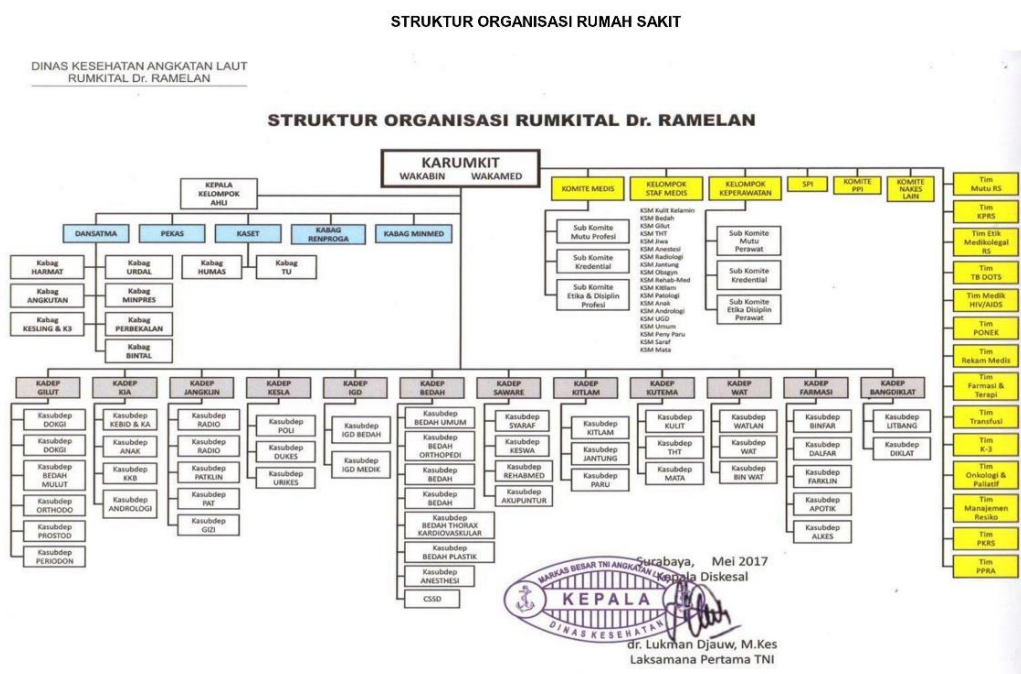 STRUKTUR ORGANISASI RUMAH SAKIT
DINAS KESEHATAN ANGKATAN LAUT
RUMKITAL Dr. RAMELAN
STRUKTUR ORGANISASI RUMKITAL Dr. RAMELAN
KARUMKIT
WAKABIN WAKAMED
KEPALA
KELOMPOK
AHLI
KOMITE MEDIS
KELOMPOK
STAF MEDIS
KELOMPOK
KEPERAWATAN
SPI
KOMITE
PPI
KOMITE
NAKES
LAIN
DANSATMA
PEKAS
KASET
KABAG
RENPROGA
KABAG MINMED
Kabag
HARMAT
Kabag
ANGKUTAN
Kabag
KESLING & K3
Kabag
URDAL
Kabag
MINPRES
Kabag
PERBEKALAN
Kabag
BINTAL
Kabag
HUMAS
Kabag
TU
Sub Komite
Mutu Profesi
Sub Komite
Kredential
Sub Komite
Etika & Disiplin
Profesi
KSM Kulit Kelamin
KSM Bedah
KSM Gilut
KSM THT
KSM Jiwa
KSM Anestesi
KSM Radiologi
KSM Jantung
KSM Obsgyn
KSM Rehab-Med
KSM Kitlam
KSM Patologi
KSM Anak
KSM Andrologi
KSM UGD
KSM Umum
KSM Peny Paru
KSM Saraf
KSM Mata
Sub Komite
Mutu
Perawat
Sub Komite
Kredential
Sub Komite
Etika Disiplin
Perawat
Tim
Mutu RS
Tim
KPRS
Tim Etik
Medikolegal
RS
Tim
TB DOTS
Tim Medik
HIV/AIDS
Tim
PONEK
Tim
Rekam Medis
Tim
Farmasi &
Terapi
Tim
Transfusi
Tim
K-3
Tim
Onkologi &
Paliatif
Tim
Manajemen
Resiko
Tim
PKRS
Tim
PPRA
KADEP
GILUT
Kasubdep
DOKGI
Kasubdep
DOKGI
Kasubdep
BEDAH
MULUT
Kasubdep
ORTHODO
Kasubdep
PROSTOD
Kasubdep
PERIODON
KADEP
KIA
Kasubdep
KEBID & KA
Kasubdep
ANAK
Kasubdep
KKB
Kasubdep
ANDROLOGI
KADEP
JANGKLIN
Kasubdep
RADIO
Kasubdep
RADIO
Kasubdep
PATKLIN
Kasubdep
PAT
Kasubdep
GIZI
KADEP
KESLA
Kasubdep
POLI
Kasubdep
DUKES
Kasubdep
URIKES
KADEP
IGD
Kasubdep
IGD BEDAH
Kasubdep
IGD MEDIK
KADEP
BEDAH
Kasubdep
BEDAH UMUM
Kasubdep
BEDAH
ORTHOPEDI
Kasubdep
BEDAH
Kasubdep
BEDAH
Kasubdep
BEDAH THORAX
KARDIOVASKULAR
Kasubdep
BEDAH PLASTIK
Kasubdep
ANESTHESI
CSSD
KADEP
SAWARE
Kasubdep
SYARAF
Kasubdep
KESWA
Kasubdep
REHABMED
Kasubdep
AKUPUNTUR
KADEP
KITLAM
Kasubdep
KITLAM
Kasubdep
JANTUNG
Kasubdep
PARU
KADEP
KUTEMA
Kasubdep
KULIT
Kasubdep
THT
Kasubdep
MATA
KADEP
WAT
Kasubdep
WATLAN
Kasubdep
WAT
Kasubdep
BIN WAT
KADEP
FARMASI
Kasubdep
BINFAR
Kasubdep
DALFAR
Kasubdep
FARKLIN
Kasubdep
APOTIK
Kasubdep
ALKES
KADEP
BANGDIKLAT
Kasubdep
LITBANG
Kasubdep
DIKLAT
Surabaya, Mei 2017
Kepala Diskesal
MARKAS BESAR TNI ANGKATAN LAUT
KEPALA
DINAS KESEHATAN
dr. Lukman Djauw, M.Kes
Laksamana Pertama TNI